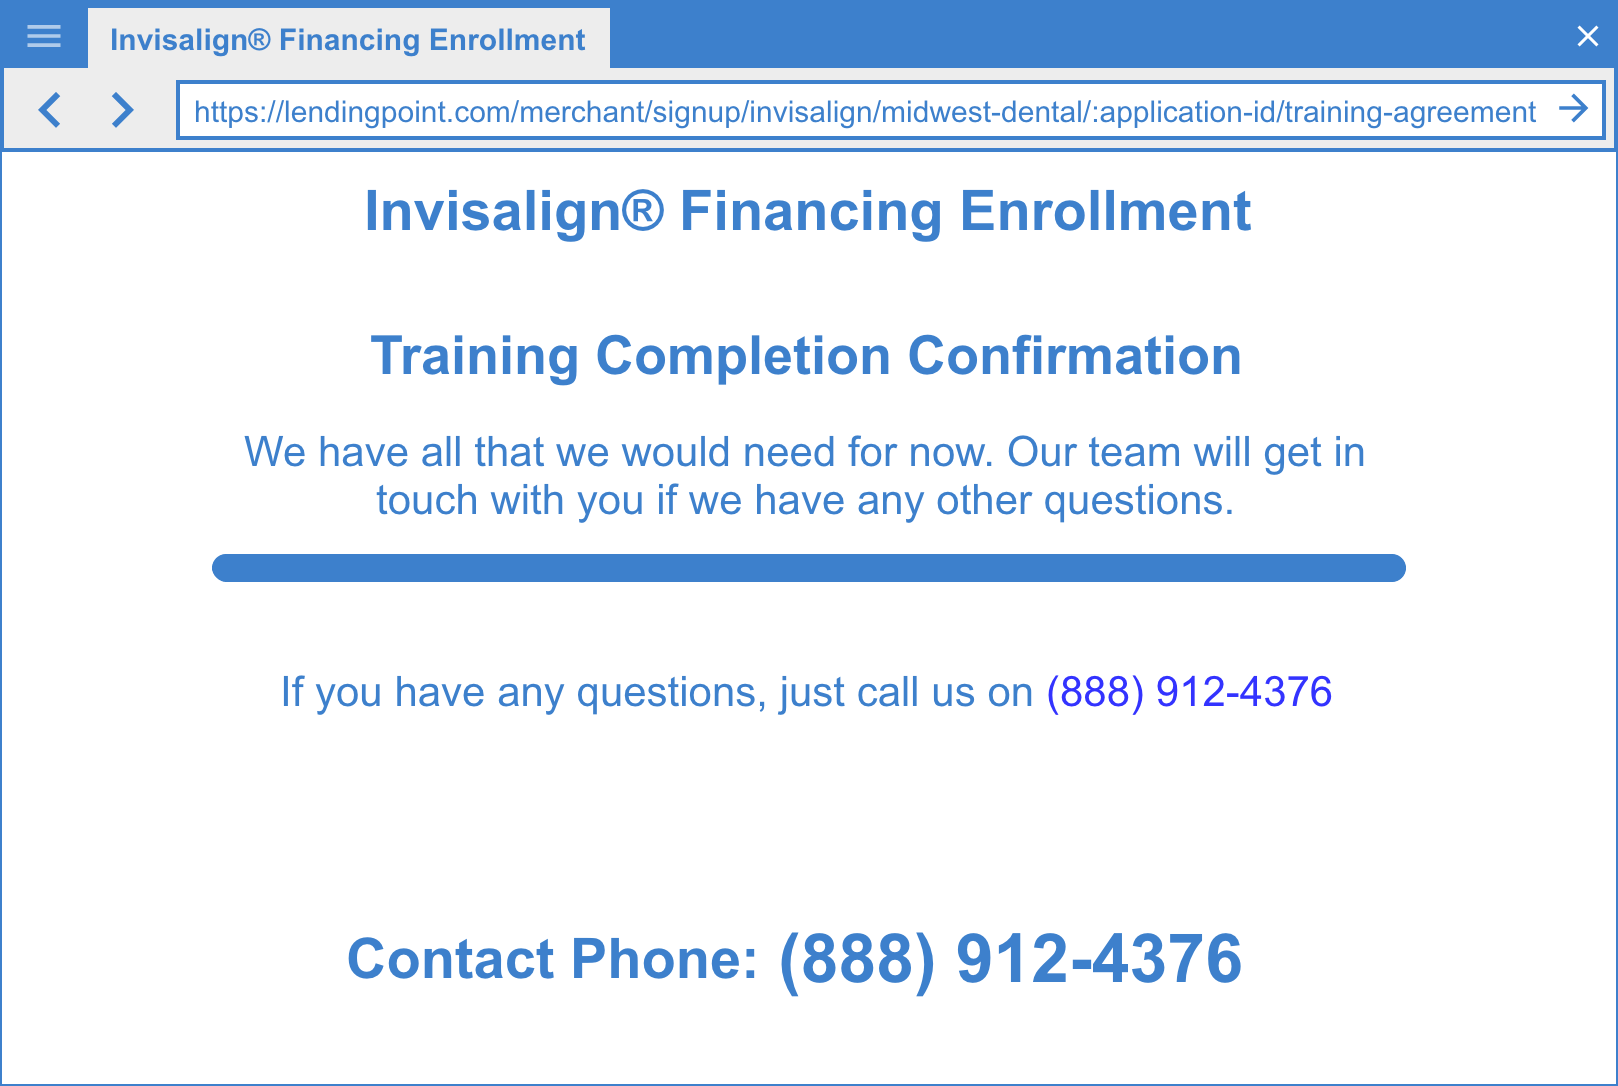 Invisalign® Financing Enrollment
https://lendingpoint.com/merchant/signup/invisalign/midwest-dental/:application-id/training-agreement
Invisalign® Financing Enrollment
Training Completion Confirmation
We have all that we would need for now. Our team will get in
touch with you if we have any other questions.
If you have any questions, just call us on (888) 912-4376
Contact Phone: (888) 912-4376